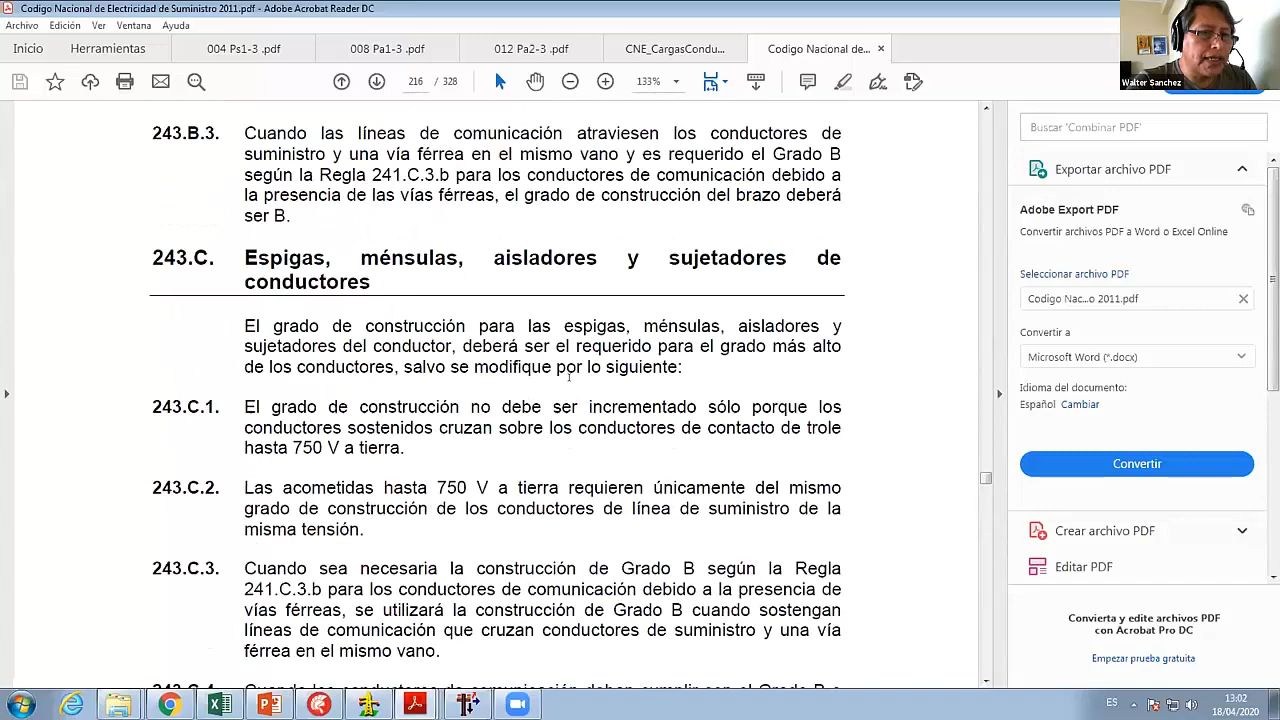 Codigo Nacional de Electricidad de Suministro 2011.pdf - Adobe Acrobat Reader DC
Archivo Edición Ver Ventana Ayuda
Inicio Herramientas 004 Ps1-3 .pdf 008 Pa1-3 .pdf 012 Pa2-3 .pdf CNE_CargasCondu... Codigo Nacional de... ×
216 / 328 133%
Walter Sanchez
243.B.3. Cuando las líneas de comunicación atraviesen los conductores de
suministro y una vía férrea en el mismo vano y es requerido el Grado B
según la Regla 241.C.3.b para los conductores de comunicación debido a
la presencia de las vías férreas, el grado de construcción del brazo deberá
ser B.
243.C. Espigas, ménsulas, aisladores y sujetadores de
conductores
El grado de construcción para las espigas, ménsulas, aisladores y
sujetadores del conductor, deberá ser el requerido para el grado más alto
de los conductores, salvo se modifique por lo siguiente:
243.C.1. El grado de construcción no debe ser incrementado sólo porque los
conductores sostenidos cruzan sobre los conductores de contacto de trole
hasta 750 V a tierra.
243.C.2. Las acometidas hasta 750 V a tierra requieren únicamente del mismo
grado de construcción de los conductores de línea de suministro de la
misma tensión.
243.C.3. Cuando sea necesaria la construcción de Grado B según la Regla
241.C.3.b para los conductores de comunicación debido a la presencia de
vías férreas, se utilizará la construcción de Grado B cuando sostengan
líneas de comunicación que cruzan conductores de suministro y una vía
férrea en el mismo vano.
Buscar 'Combinar PDF'
Exportar archivo PDF
Adobe Export PDF
Convertir archivos PDF a Word o Excel Online
Seleccionar archivo PDF
Codigo Nac...o 2011.pdf
Convertir a
Microsoft Word (*.docx)
Idioma del documento:
Español Cambiar
Convertir
Crear archivo PDF
Editar PDF
Convierta y edite archivos PDF
con Acrobat Pro DC
Empezar prueba gratuita
ES
13:02
18/04/2020